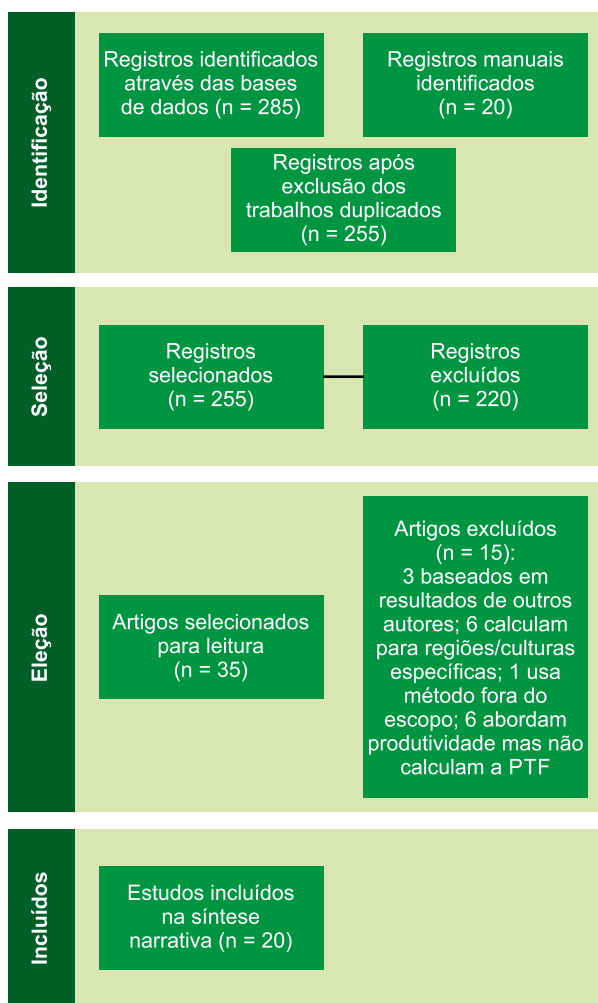 Identificação
Registros identificados
através das bases
de dados (n = 285)
Registros manuais
identificados
(n = 20)
Registros após
exclusão dos
trabalhos duplicados
(n = 255)
Seleção
Registros
selecionados
(n = 255)
Registros
excluídos
(n = 220)
Eleção
Artigos selecionados
para leitura
(n = 35)
Artigos excluídos
(n = 15):
3 baseados em
resultados de outros
autores; 6 calculam
para regiões/culturas
específicas; 1 usa
método fora do
escopo; 6 abordam
produtividade mas não
calculam a PTF
Incluídos
Estudos incluídos
na síntese
narrativa (n = 20)